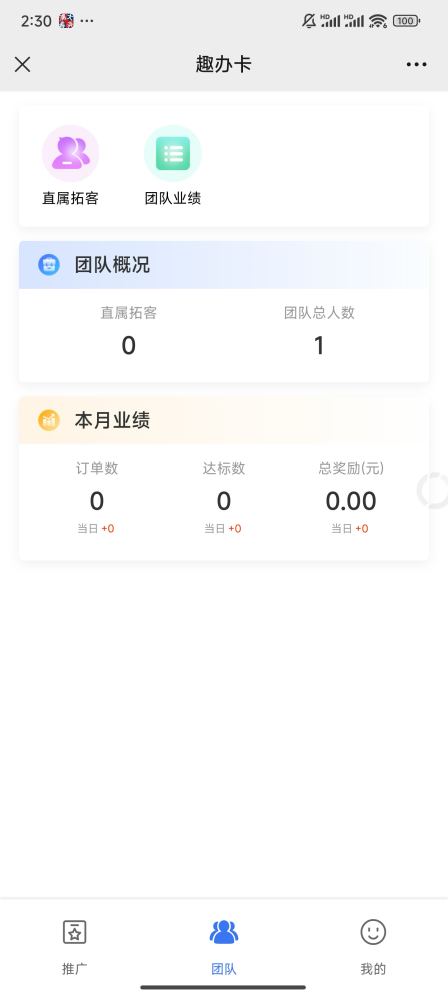 2:30 HD HD 100
趣办卡
直属拓客 团队业绩
团队概况
直属拓客 团队总人数
0 1
本月业绩
订单数 达标数 总奖励(元)
0 0 0.00
当日 +0 当日 +0 当日 +0
推广 团队 我的